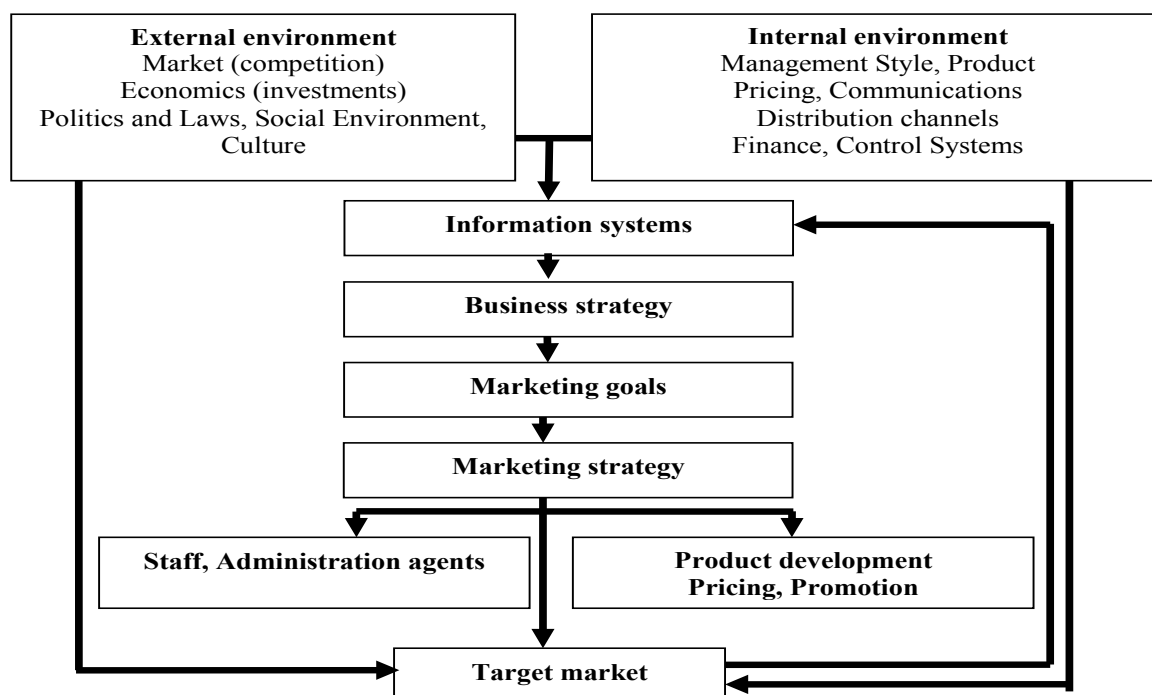 External environment
Market (competition)
Economics (investments)
Politics and Laws, Social Environment,
Culture
Internal environment
Management Style, Product
Pricing, Communications
Distribution channels
Finance, Control Systems
Information systems
Business strategy
Marketing goals
Marketing strategy
Staff, Administration agents
Product development
Pricing, Promotion
Target market